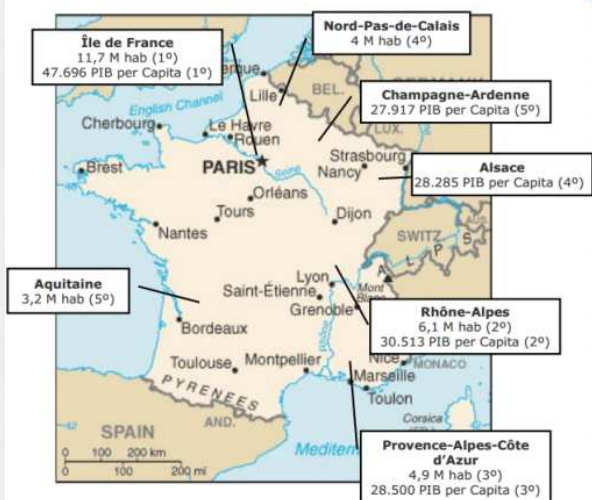 Île de France
11,7 M hab (1º)
47.696 PIB per Capita (1º)
Nord-Pas-de-Calais
4 M hab (4º)
Champagne-Ardenne
27.917 PIB per Capita (5º)
Alsace
28.285 PIB per Capita (4º)
Aquitaine
3,2 M hab (5º)
Rhône-Alpes
6,1 M hab (2º)
30.513 PIB per Capita (2º)
Provence-Alpes-Côte
d’Azur
4,9 M hab (3º)
28.500 PIB per Capita (3º)
English Channel
Lille
BEL.
LUX.
Cherbourg
Le Havre
Rouen
PARIS
Seine
Strasbourg
Nancy
Brest
Orléans
Tours
Dijon
Nantes
SWITZ
ALPS
Lyon
Mont
Saint-Étienne
Grenoble
Rhône
Bordeaux
Nice
MONACO
Toulouse
Montpellier
Marseille
Toulon
PYRENEES
AND.
Corsica
SPAIN
0 100 200 km
0 100 200 mi
42